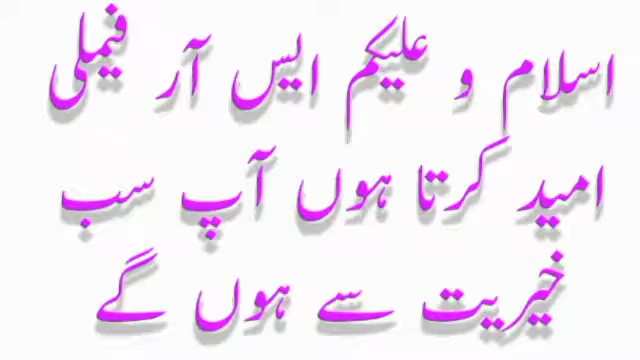 اسلام و علیکم ایس آر فیملی
امید کرتا ہوں آپ سب
خیریت سے ہوں گے